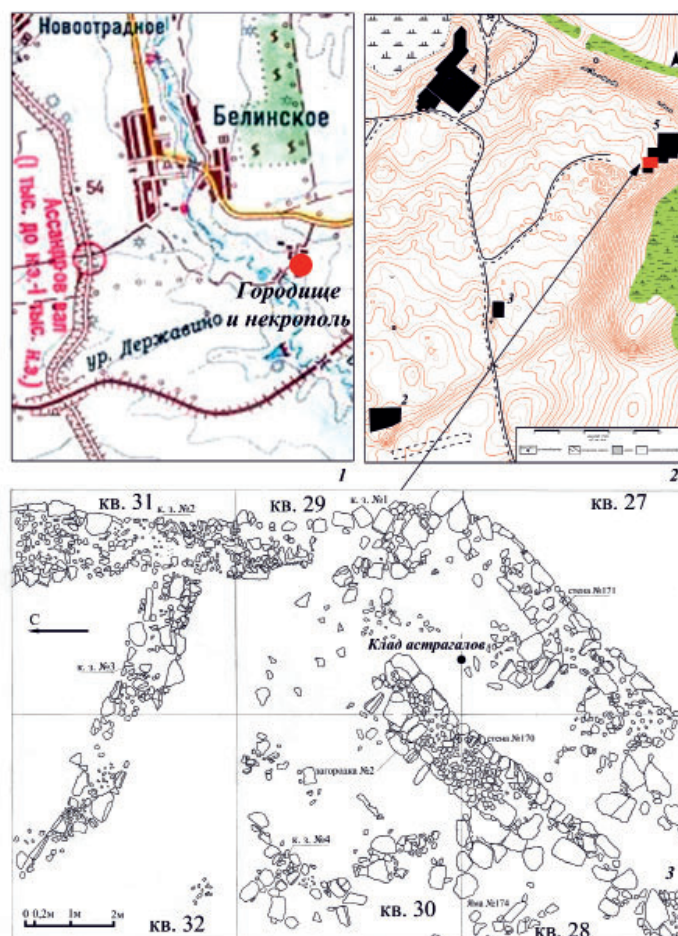 Новоотрадное
Белинское
54
Ассандров вал
(I тыс. до н.э.-I тыс. н.э.)
Городище
и некрополь
ур. Державино
1
4
5
3
2
2
кв. 31
к. з. №2
кв. 29
к. з. №1
кв. 27
С
стена №171
Клад астрагалов
к. з. №3
стена №170
загородка №2
к. з. №4
Яма №174
3
0 0,2м 1м 2м
кв. 32
кв. 30
кв. 28